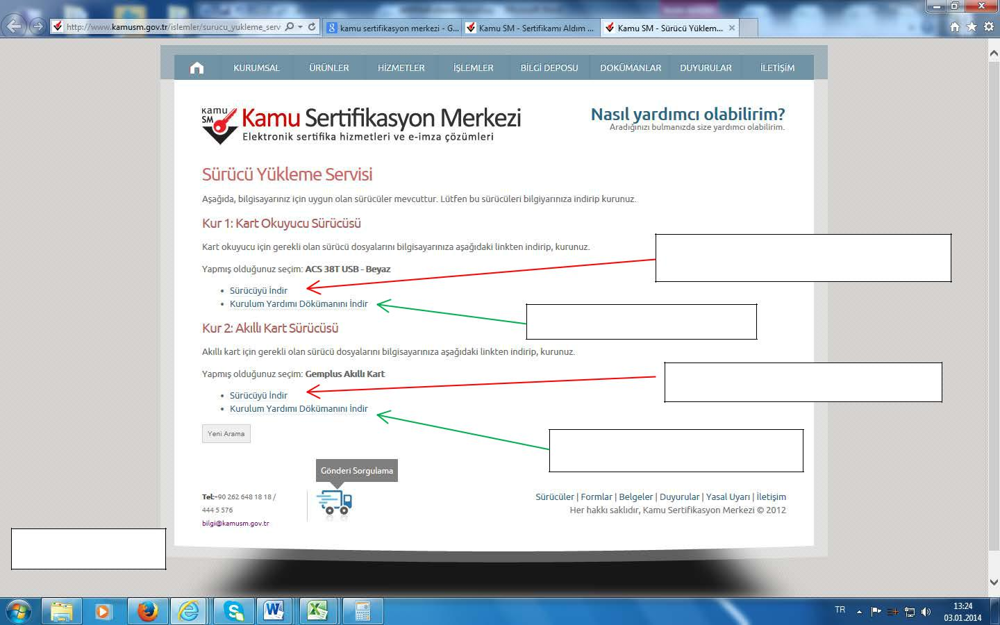 http://www.kamusm.gov.tr/islemler/surucu_yukleme_serv
kamu sertifikasyon merkezi - G...
Kamu SM - Sertifikamı Aldım ...
Kamu SM - Sürücü Yüklem...
KURUMSAL
ÜRÜNLER
HİZMETLER
İŞLEMLER
BİLGİ DEPOSU
DOKÜMANLAR
DUYURULAR
İLETİŞİM
Kamu SM
Kamu Sertifikasyon Merkezi
Elektronik sertifika hizmetleri ve e-imza çözümleri
Nasıl yardımcı olabilirim?
Aradığınızı bulmanızda size yardımcı olabilirim.
Sürücü Yükleme Servisi
Aşağıda, bilgisayarınız için uygun olan sürücüler mevcuttur. Lütfen bu sürücüleri bilgiyarınıza indirip kurunuz.
Kur 1: Kart Okuyucu Sürücüsü
Kart okuyucu için gerekli olan sürücü dosyalarını bilgisayarınıza aşağıdaki linkten indirip, kurunuz.
Yapmış olduğunuz seçim: ACS 38T USB - Beyaz
• Sürücüyü İndir
• Kurulum Yardımı Dökümanını İndir
Kur 2: Akıllı Kart Sürücüsü
Akıllı kart için gerekli olan sürücü dosyalarını bilgisayarınıza aşağıdaki linkten indirip, kurunuz.
Yapmış olduğunuz seçim: Gemplus Akıllı Kart
• Sürücüyü İndir
• Kurulum Yardımı Dökümanını İndir
Yeni Arama
Gönderi Sorgulama
Tel:+90 262 648 18 18 /
444 5 576
bilgi@kamusm.gov.tr
Sürücüler | Formlar | Belgeler | Duyurular | Yasal Uyarı | İletişim
Her hakkı saklıdır, Kamu Sertifikasyon Merkezi © 2012
TR
13:24
03.01.2014